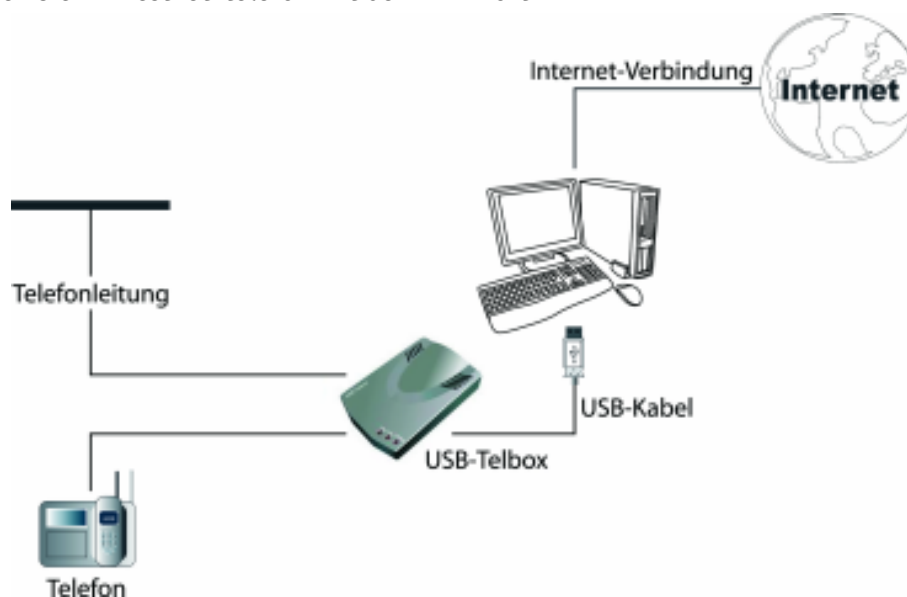 Internet-Verbindung
Internet
Telefonleitung
USB-Kabel
USB-Telbox
Telefon